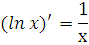 (ln x)′ = 1/x